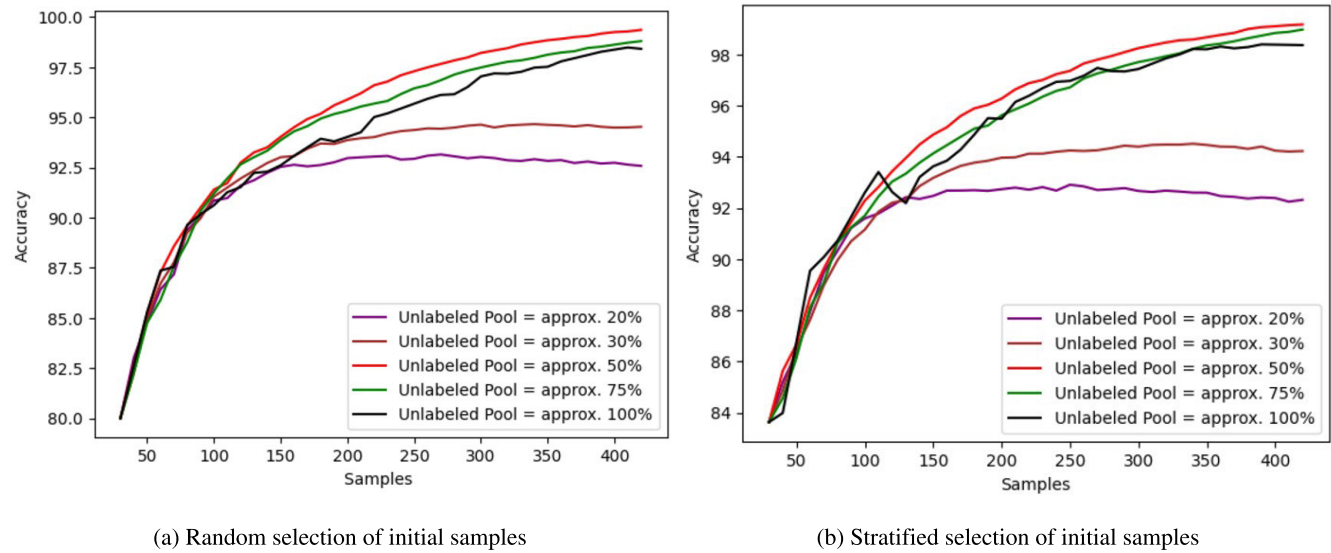 100.0
97.5
95.0
92.5
90.0
87.5
85.0
82.5
80.0
Accuracy
50 100 150 200 250 300 350 400
Samples
Unlabeled Pool = approx. 20%
Unlabeled Pool = approx. 30%
Unlabeled Pool = approx. 50%
Unlabeled Pool = approx. 75%
Unlabeled Pool = approx. 100%
(a) Random selection of initial samples
98
96
94
92
90
88
86
84
Accuracy
50 100 150 200 250 300 350 400
Samples
Unlabeled Pool = approx. 20%
Unlabeled Pool = approx. 30%
Unlabeled Pool = approx. 50%
Unlabeled Pool = approx. 75%
Unlabeled Pool = approx. 100%
(b) Stratified selection of initial samples